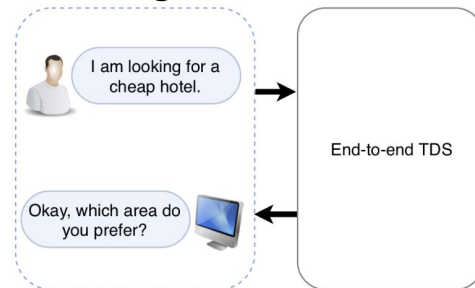 I am looking for a
cheap hotel.
End-to-end TDS
Okay, which area do
you prefer?